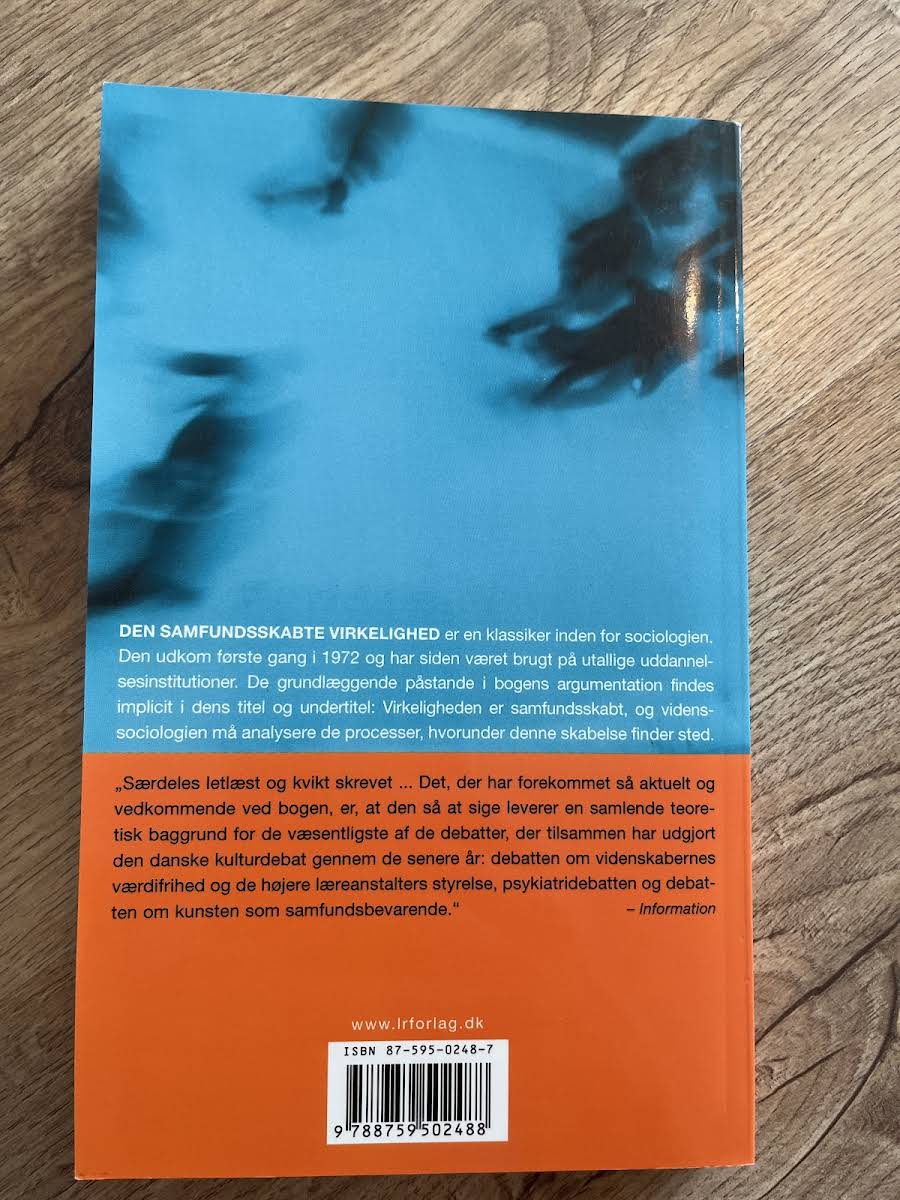 DEN SAMFUNDSSKABTE VIRKELIGHED er en klassiker inden for sociologien.
Den udkom første gang i 1972 og har siden været brugt på utallige uddannel-
sesinstitutioner. De grundlæggende påstande i bogens argumentation findes
implicit i dens titel og undertitel: Virkeligheden er samfundsskabt, og videns-
sociologien må analysere de processer, hvorunder denne skabelse finder sted.
„Særdeles letlæst og kvikt skrevet ... Det, der har forekommet så aktuelt og
vedkommende ved bogen, er, at den så at sige leverer en samlende teore-
tisk baggrund for de væsentligste af de debatter, der tilsammen har udgjort
den danske kulturdebat gennem de senere år: debatten om videnskabernes
værdifrihed og de højere læreanstalters styrelse, psykiatridebatten og debat-
ten om kunsten som samfundsbevarende.“ – Information
www.lrforlag.dk
ISBN 87-595-0248-7
9 788759 502488